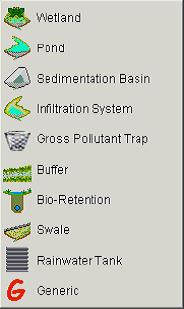 Wetland
Pond
Sedimentation Basin
Infiltration System
Gross Pollutant Trap
Buffer
Bio-Retention
Swale
Rainwater Tank
G Generic